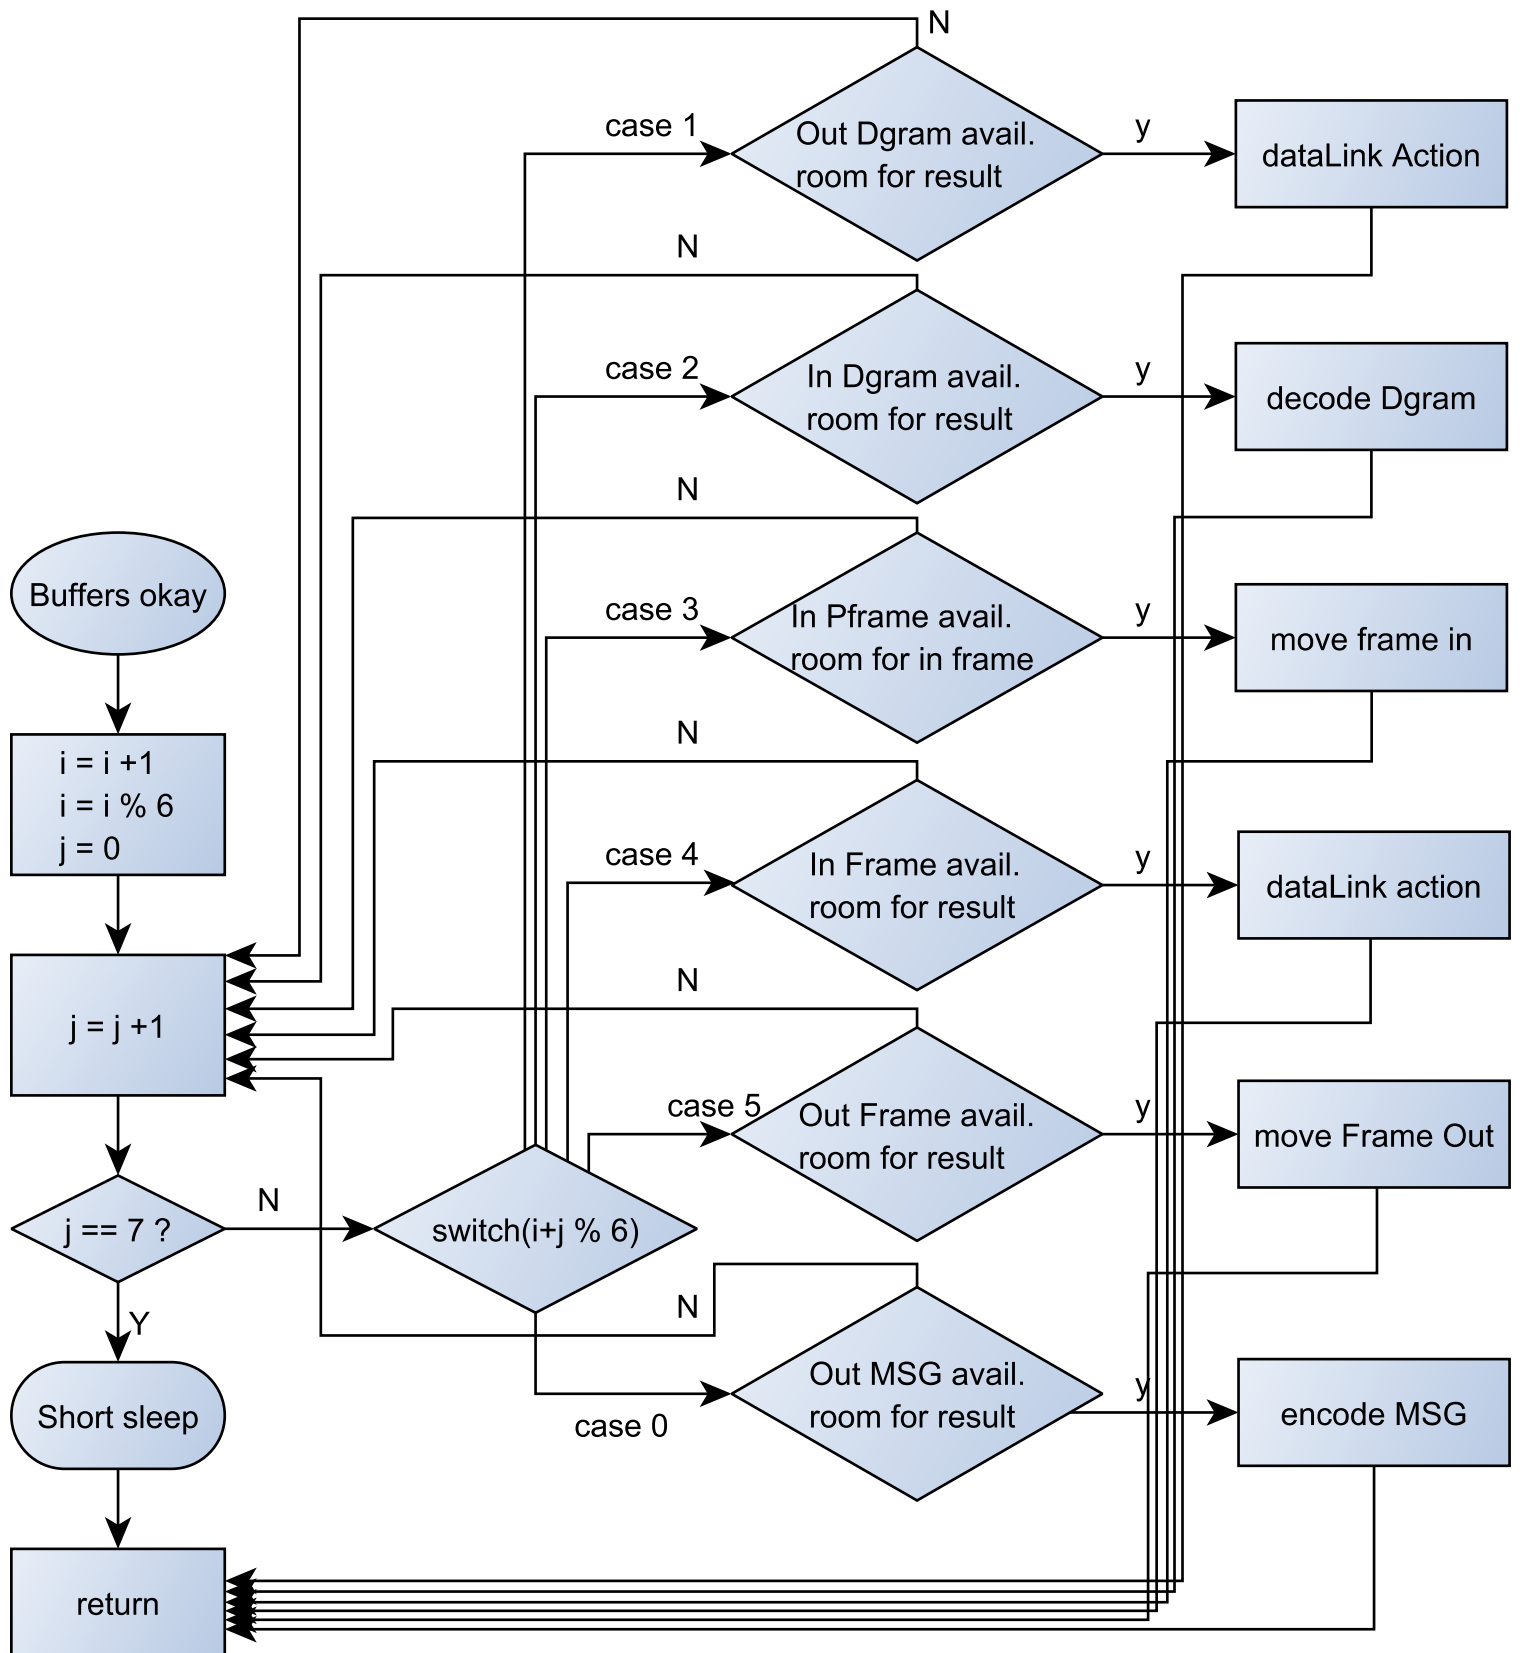 N
case 1
Out Dgram avail.
room for result
y
dataLink Action
N
case 2
In Dgram avail.
room for result
y
decode Dgram
N
Buffers okay
case 3
In Pframe avail.
room for in frame
y
move frame in
N
i = i +1
i = i % 6
j = 0
case 4
In Frame avail.
room for result
y
dataLink action
N
j = j +1
case 5
Out Frame avail.
room for result
y
move Frame Out
j == 7 ?
N
switch(i+j % 6)
Y
N
Short sleep
case 0
Out MSG avail.
room for result
y
encode MSG
return